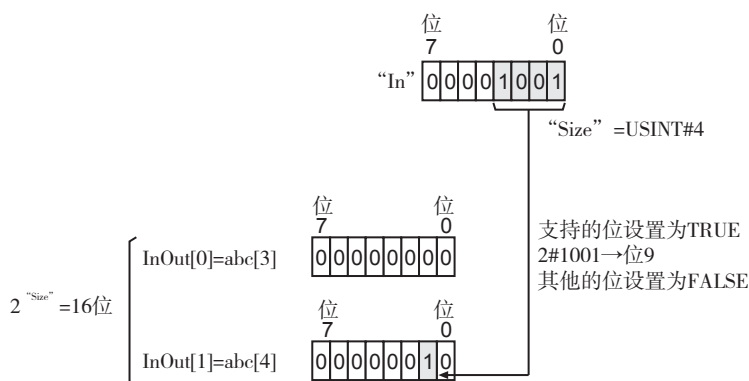 位 位
7 0
“In” 0 0 0 0 1 0 0 1
“Size” =USINT#4
位 位
7 0
支持的位设置为TRUE
2#1001→位9
其他的位设置为FALSE
InOut[0]=abc[3] 0 0 0 0 0 0 0 0
2 “Size” =16位
位 位
7 0
InOut[1]=abc[4] 0 0 0 0 0 0 1 0